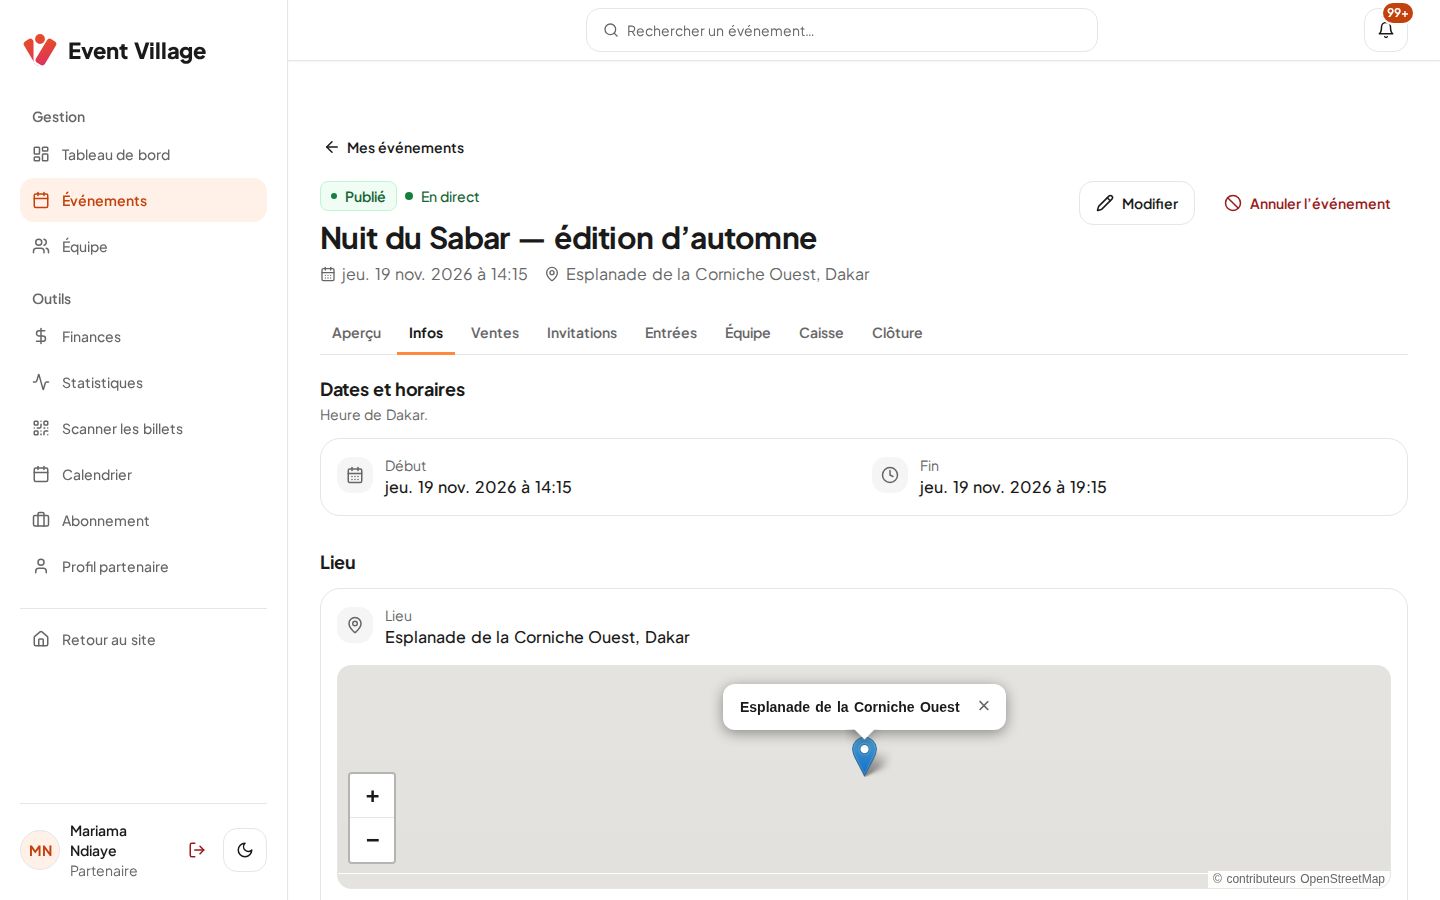 Event Village
Rechercher un événement…
99+
Gestion
Tableau de bord
Événements
Équipe
Outils
Finances
Statistiques
Scanner les billets
Calendrier
Abonnement
Profil partenaire
Retour au site
MN
Mariama
Ndiaye
Partenaire
Mes événements
Publié
En direct
Modifier
Annuler l’événement
Nuit du Sabar — édition d’automne
jeu. 19 nov. 2026 à 14:15
Esplanade de la Corniche Ouest, Dakar
Aperçu
Infos
Ventes
Invitations
Entrées
Équipe
Caisse
Clôture
Dates et horaires
Heure de Dakar.
Début
jeu. 19 nov. 2026 à 14:15
Fin
jeu. 19 nov. 2026 à 19:15
Lieu
Lieu
Esplanade de la Corniche Ouest, Dakar
Esplanade de la Corniche Ouest
×
+
−
© contributeurs OpenStreetMap